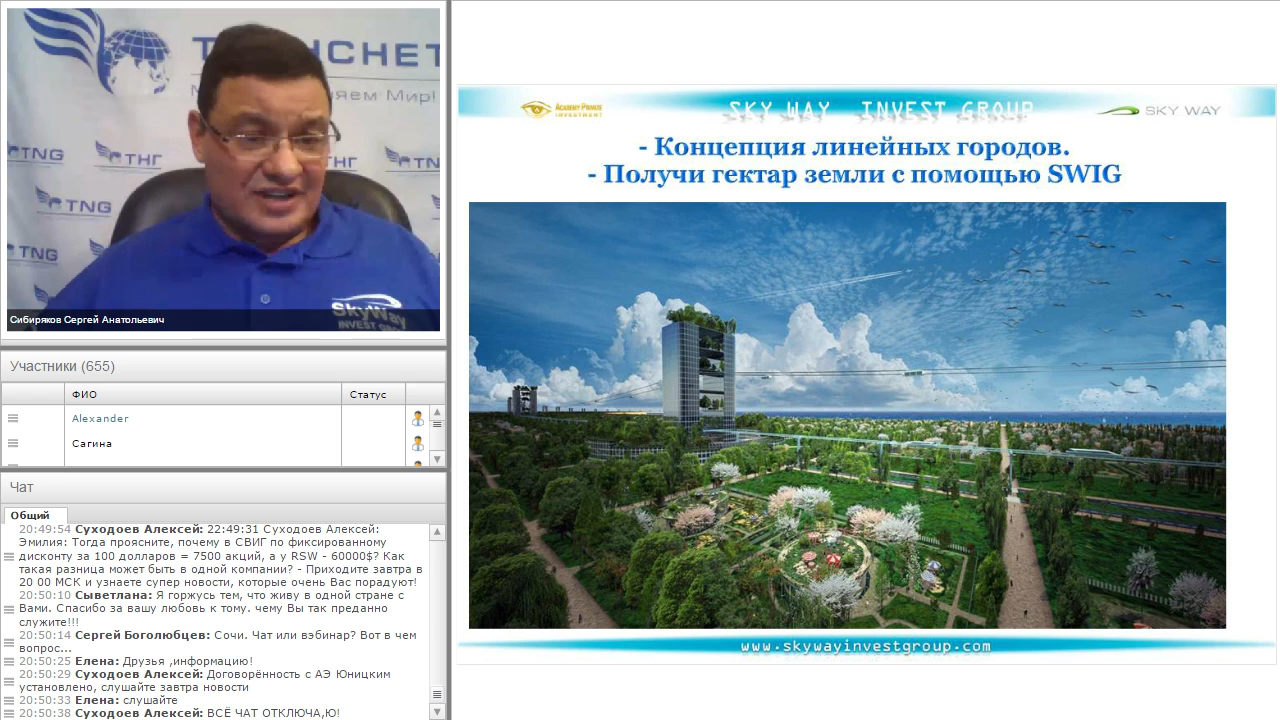 TNG
ТНГ
TNG
TNG
TNG
SkyWay
Сибиряков Сергей Анатольевич
Участники (655)
ФИО
Статус
Alexander
Сагина
Чат
Общий
20:49:54 Суходоев Алексей: 22:49:31 Суходоев Алексей:
Эмилия: Тогда проясните, почему в СВИГ по фиксированному
дисконту за 100 долларов = 7500 акций, а у RSW - 60000$? Как
такая разница может быть в одной компании? - Приходите завтра в
20 00 МСК и узнаете супер новости, которые очень Вас порадуют!
20:50:10 Сыветлана: Я горжусь тем, что живу в одной стране с
Вами. Спасибо за вашу любовь к тому. чему Вы так преданно
служите!!!
20:50:14 Сергей Боголюбцев: Сочи. Чат или вэбинар? Вот в чем
вопрос...
20:50:25 Елена: Друзья ,информацию!
20:50:29 Суходоев Алексей: Договорённость с АЭ Юницким
установлено, слушайте завтра новости
20:50:33 Елена: слушайте
20:50:38 Суходоев Алексей: ВСЁ ЧАТ ОТКЛЮЧА,Ю!
ACADEMY PRIVATE
INVESTMENT
SKY WAY INVEST GROUP
SKY WAY
- Концепция линейных городов.
- Получи гектар земли с помощью SWIG
www.skywayinvestgroup.com